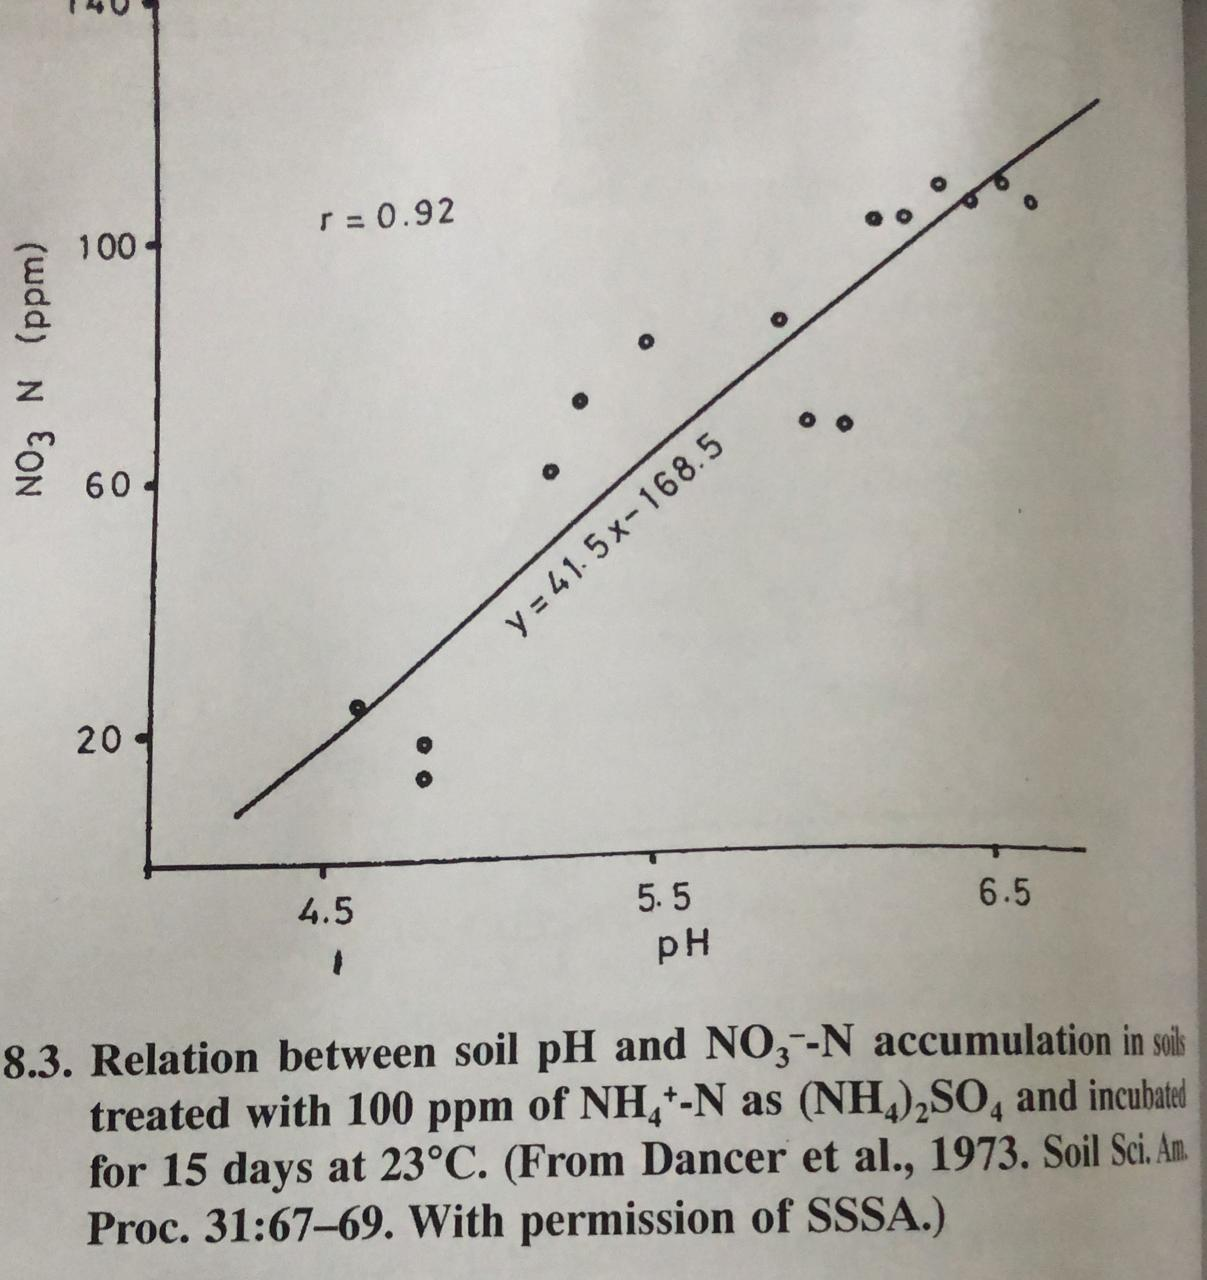 140
r = 0.92
100
NO3 N (ppm)
60
y = 41.5x-168.5
20
4.5
5.5
6.5
pH
8.3. Relation between soil pH and NO₃⁻-N accumulation in soils
treated with 100 ppm of NH₄⁺-N as (NH₄)₂SO₄ and incubated
for 15 days at 23°C. (From Dancer et al., 1973. Soil Sci. Am.
Proc. 31:67–69. With permission of SSSA.)